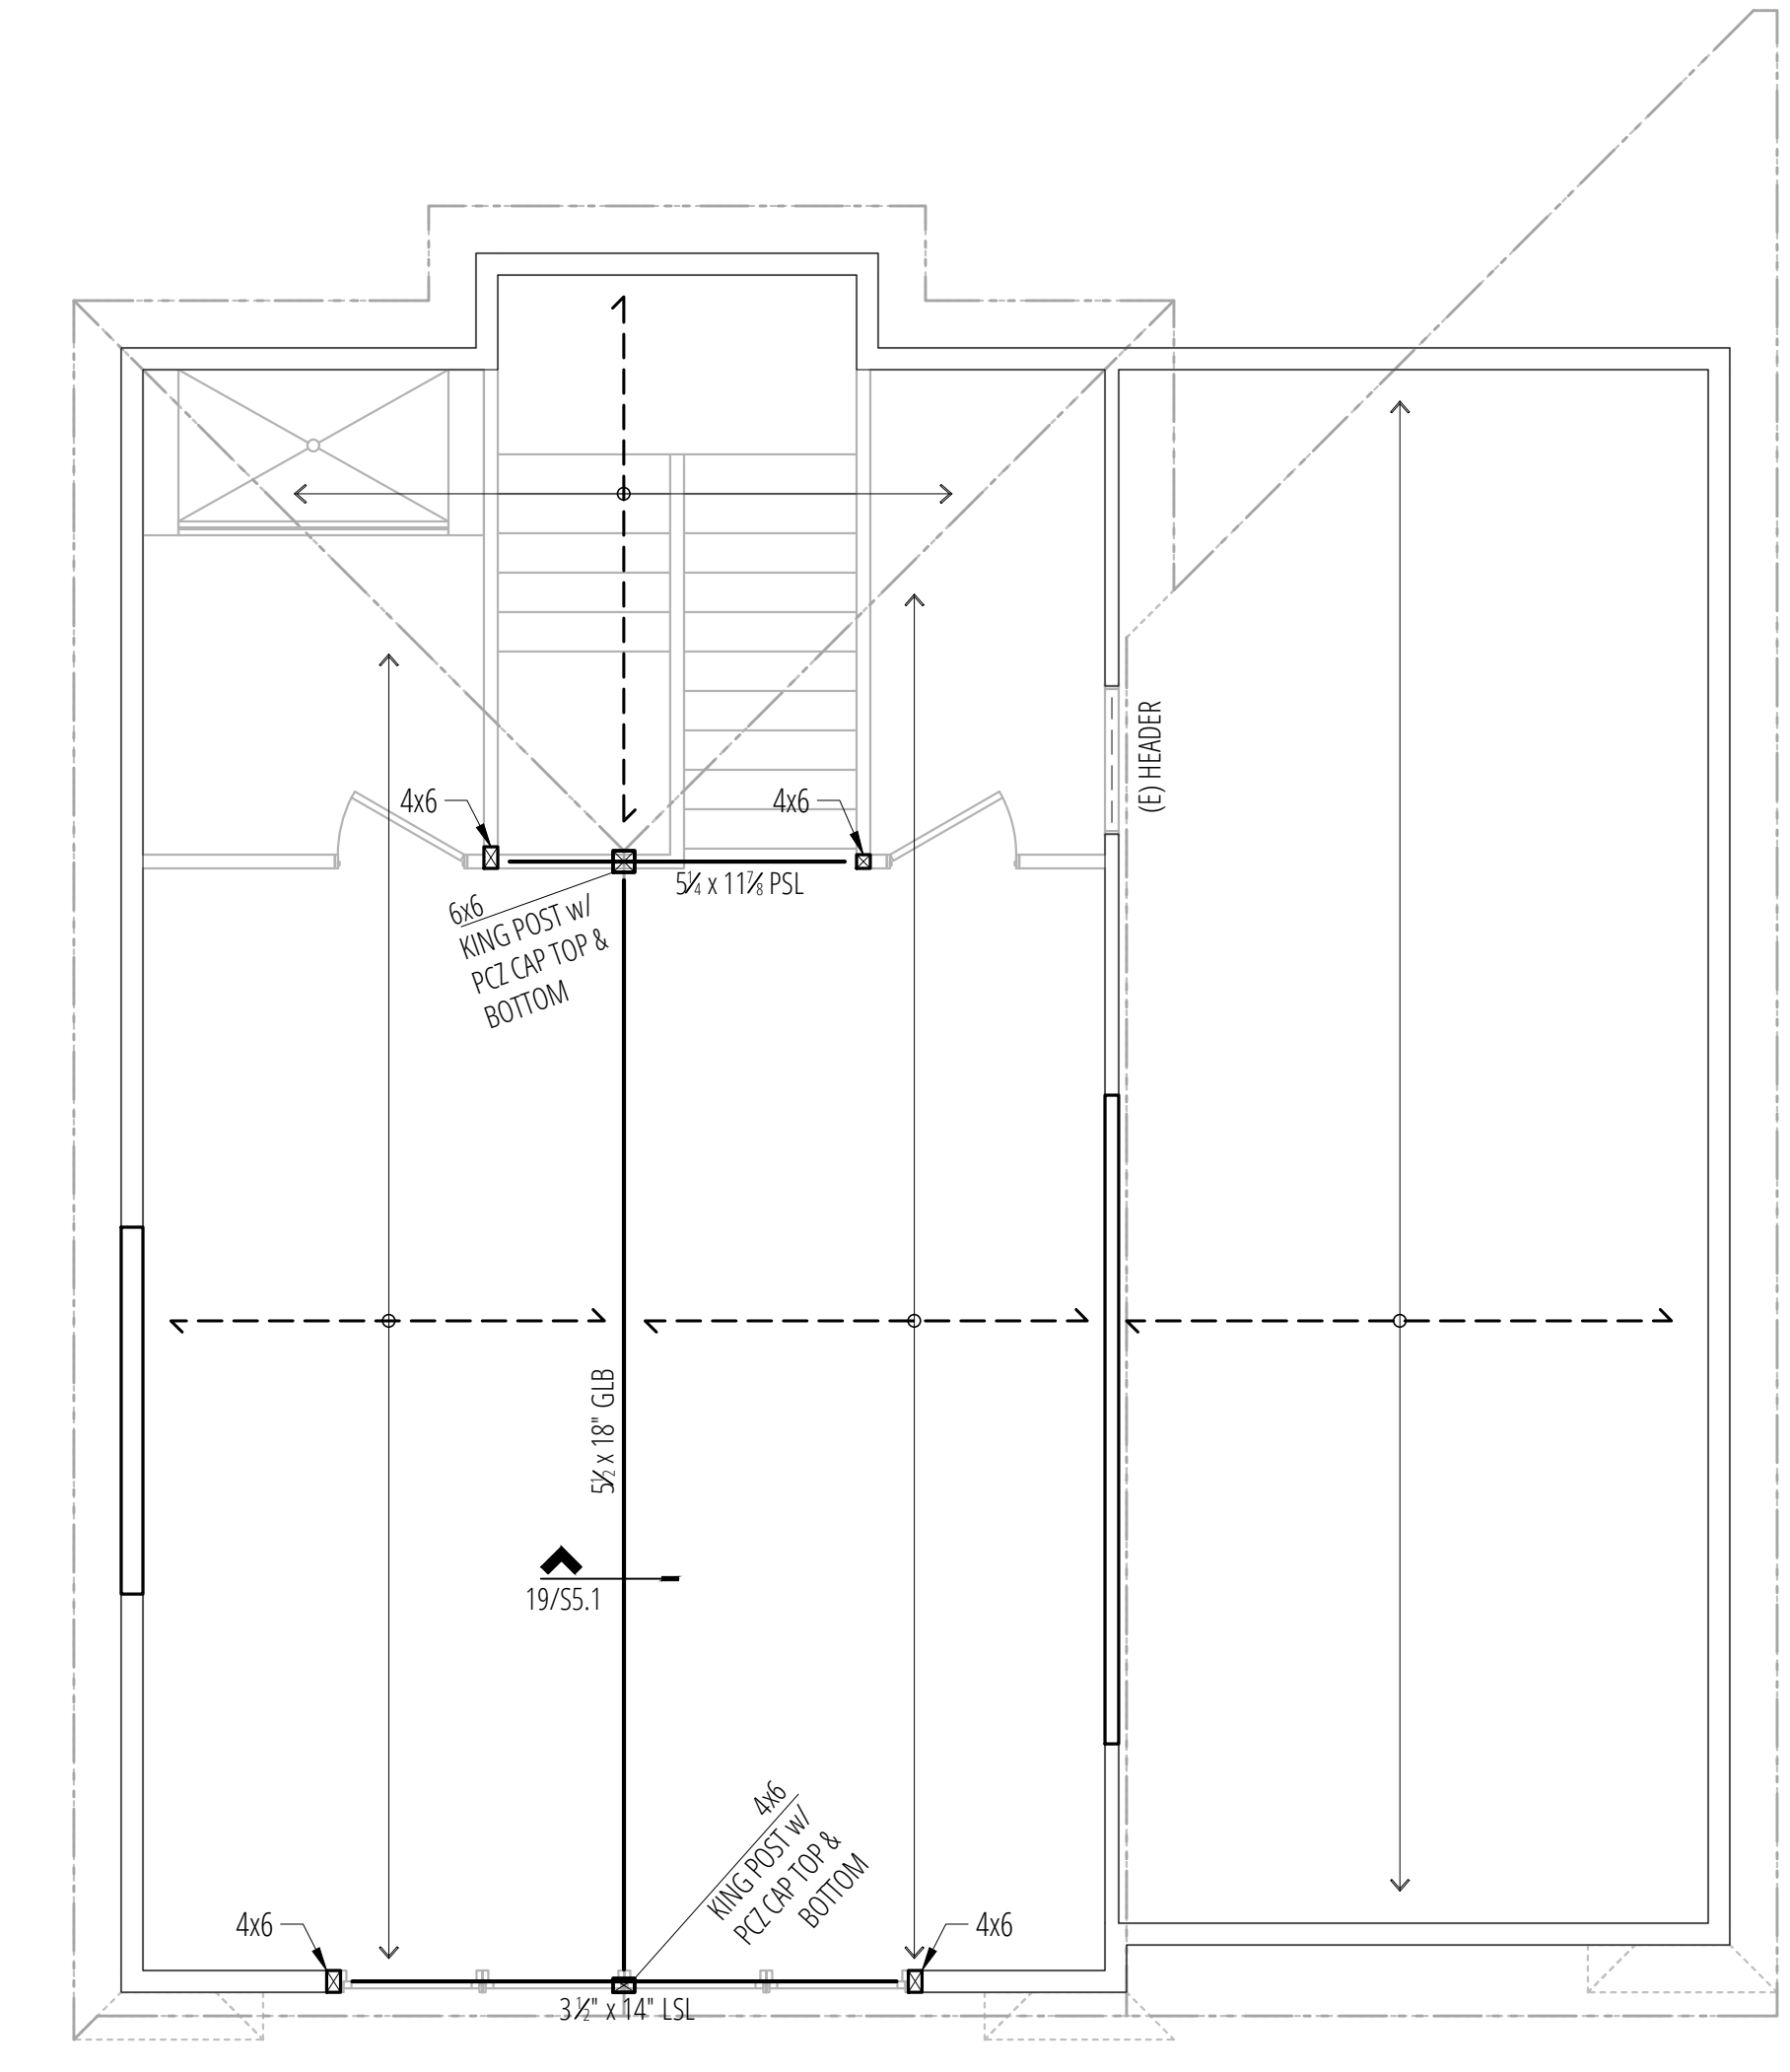 (E) HEADER
4x6
4x6
5¼ x 11⅞ PSL
6x6
KING POST w/
PCZ CAP TOP &
BOTTOM
5½ x 18" GLB
19/S5.1
4x6
KING POST w/
PCZ CAP TOP &
BOTTOM
4x6
4x6
3½" x 14" LSL